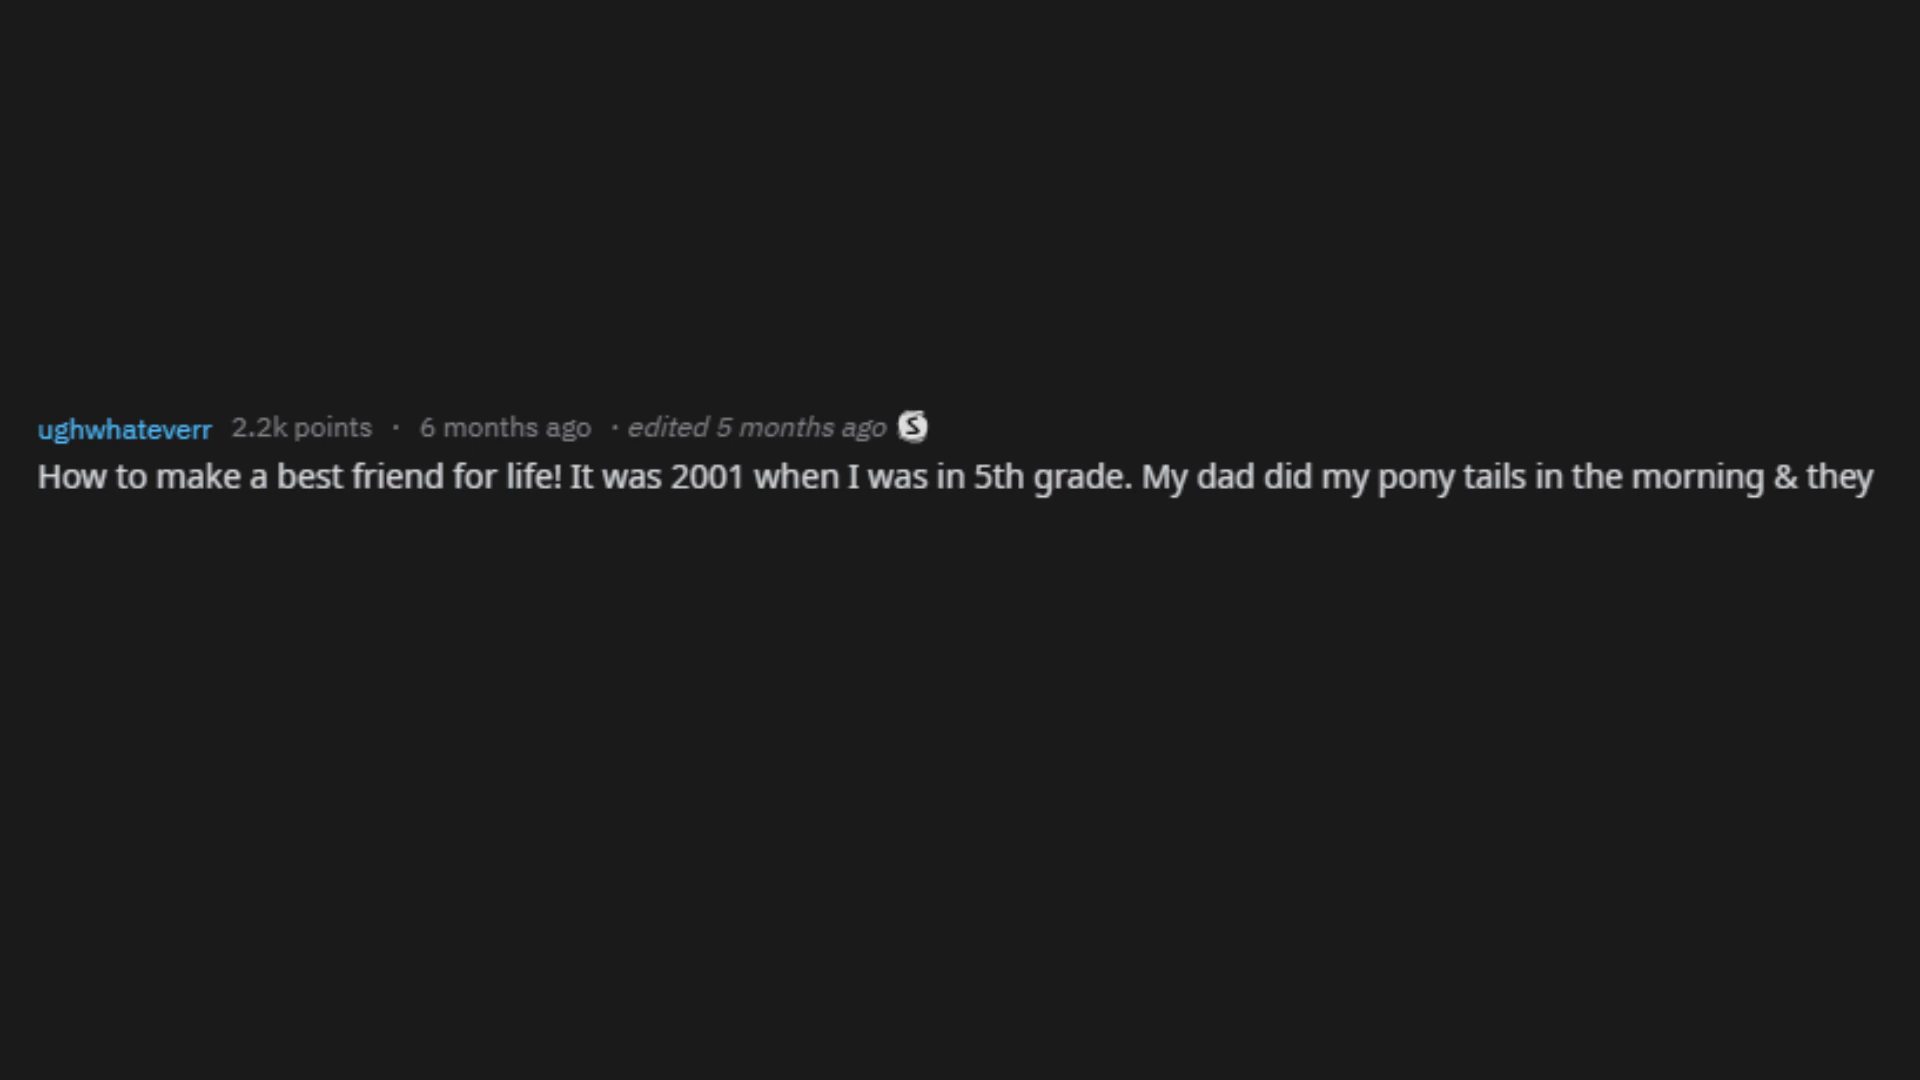 ughwhateverr 2.2k points · 6 months ago · edited 5 months ago S
How to make a best friend for life! It was 2001 when I was in 5th grade. My dad did my pony tails in the morning & they